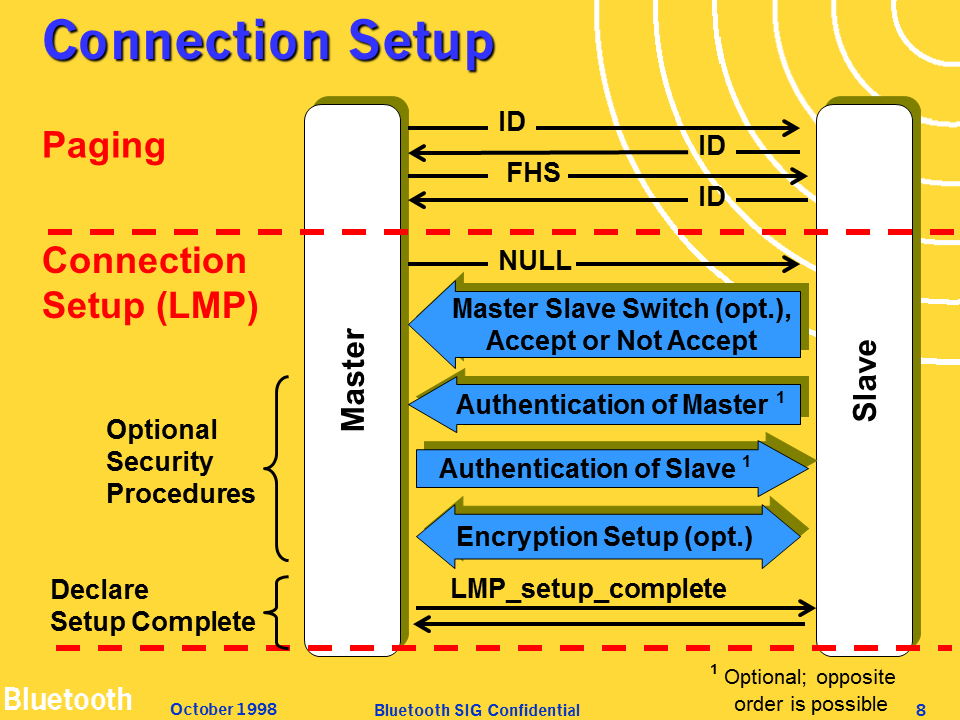 Connection Setup
Paging
ID
ID
FHS
ID
Connection
Setup (LMP)
NULL
Master Slave Switch (opt.),
Accept or Not Accept
Master
Slave
Authentication of Master 1
Optional
Security
Procedures
Authentication of Slave 1
Encryption Setup (opt.)
Declare
Setup Complete
LMP_setup_complete
1 Optional; opposite
order is possible
Bluetooth
October 1998
Bluetooth SIG Confidential
8